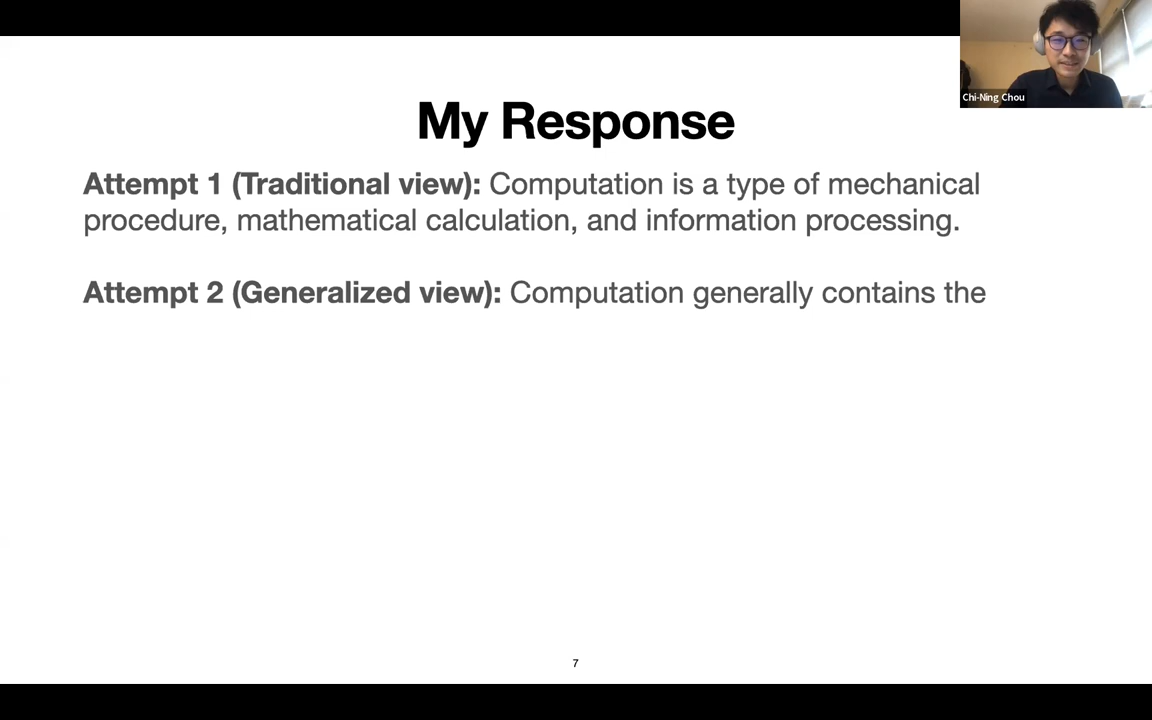 Chi-Ning Chou
My Response
Attempt 1 (Traditional view): Computation is a type of mechanical
procedure, mathematical calculation, and information processing.
Attempt 2 (Generalized view): Computation generally contains the
7